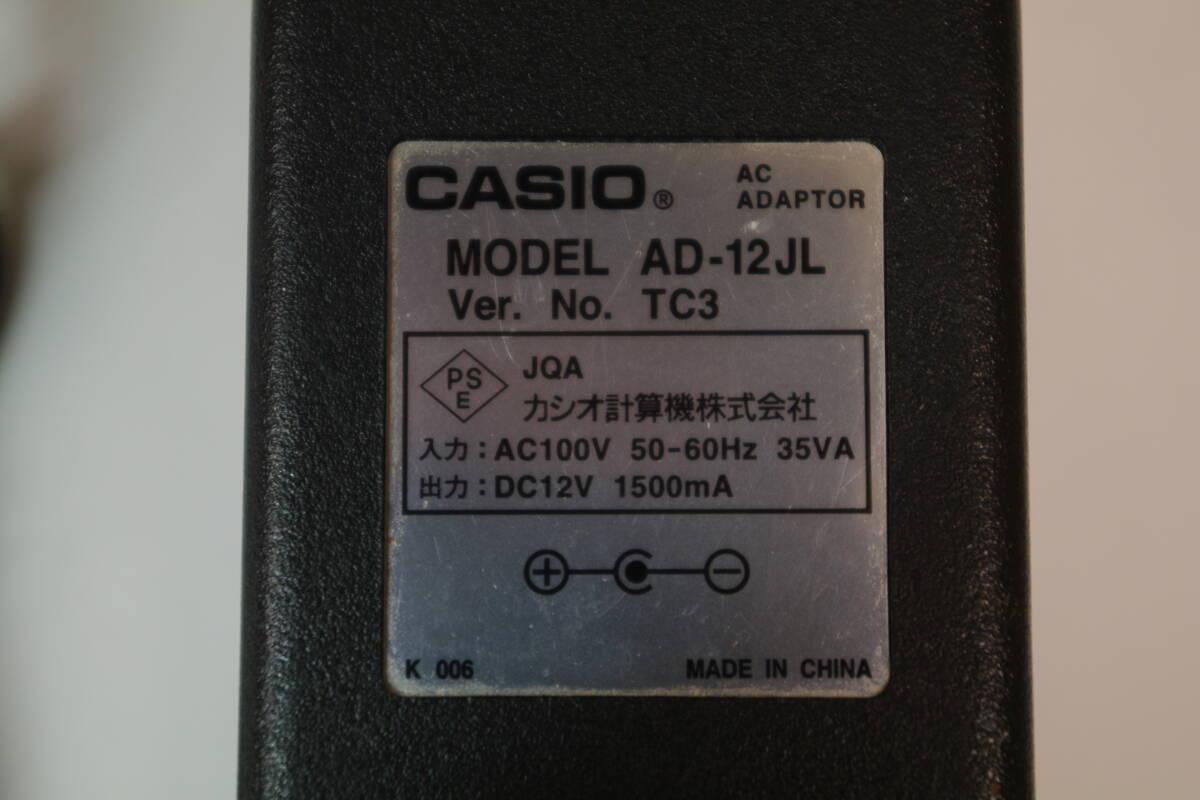 CASIO® AC ADAPTOR
MODEL AD-12JL
Ver. No. TC3
PSE
JQA
カシオ計算機株式会社
入力：AC100V 50-60Hz 35VA
出力：DC12V 1500mA
K 006 MADE IN CHINA